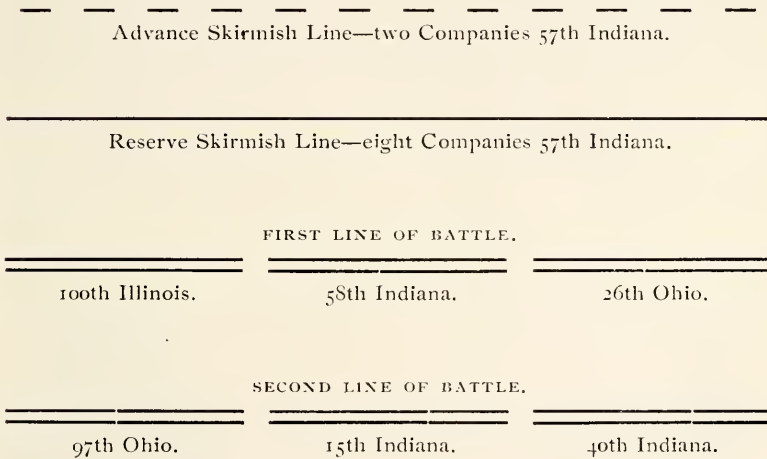 Advance Skirmish Line—two Companies 57th Indiana.
Reserve Skirmish Line—eight Companies 57th Indiana.
FIRST LINE OF BATTLE.
100th Illinois. 58th Indiana. 26th Ohio.
SECOND LINE OF BATTLE.
97th Ohio. 15th Indiana. 40th Indiana.